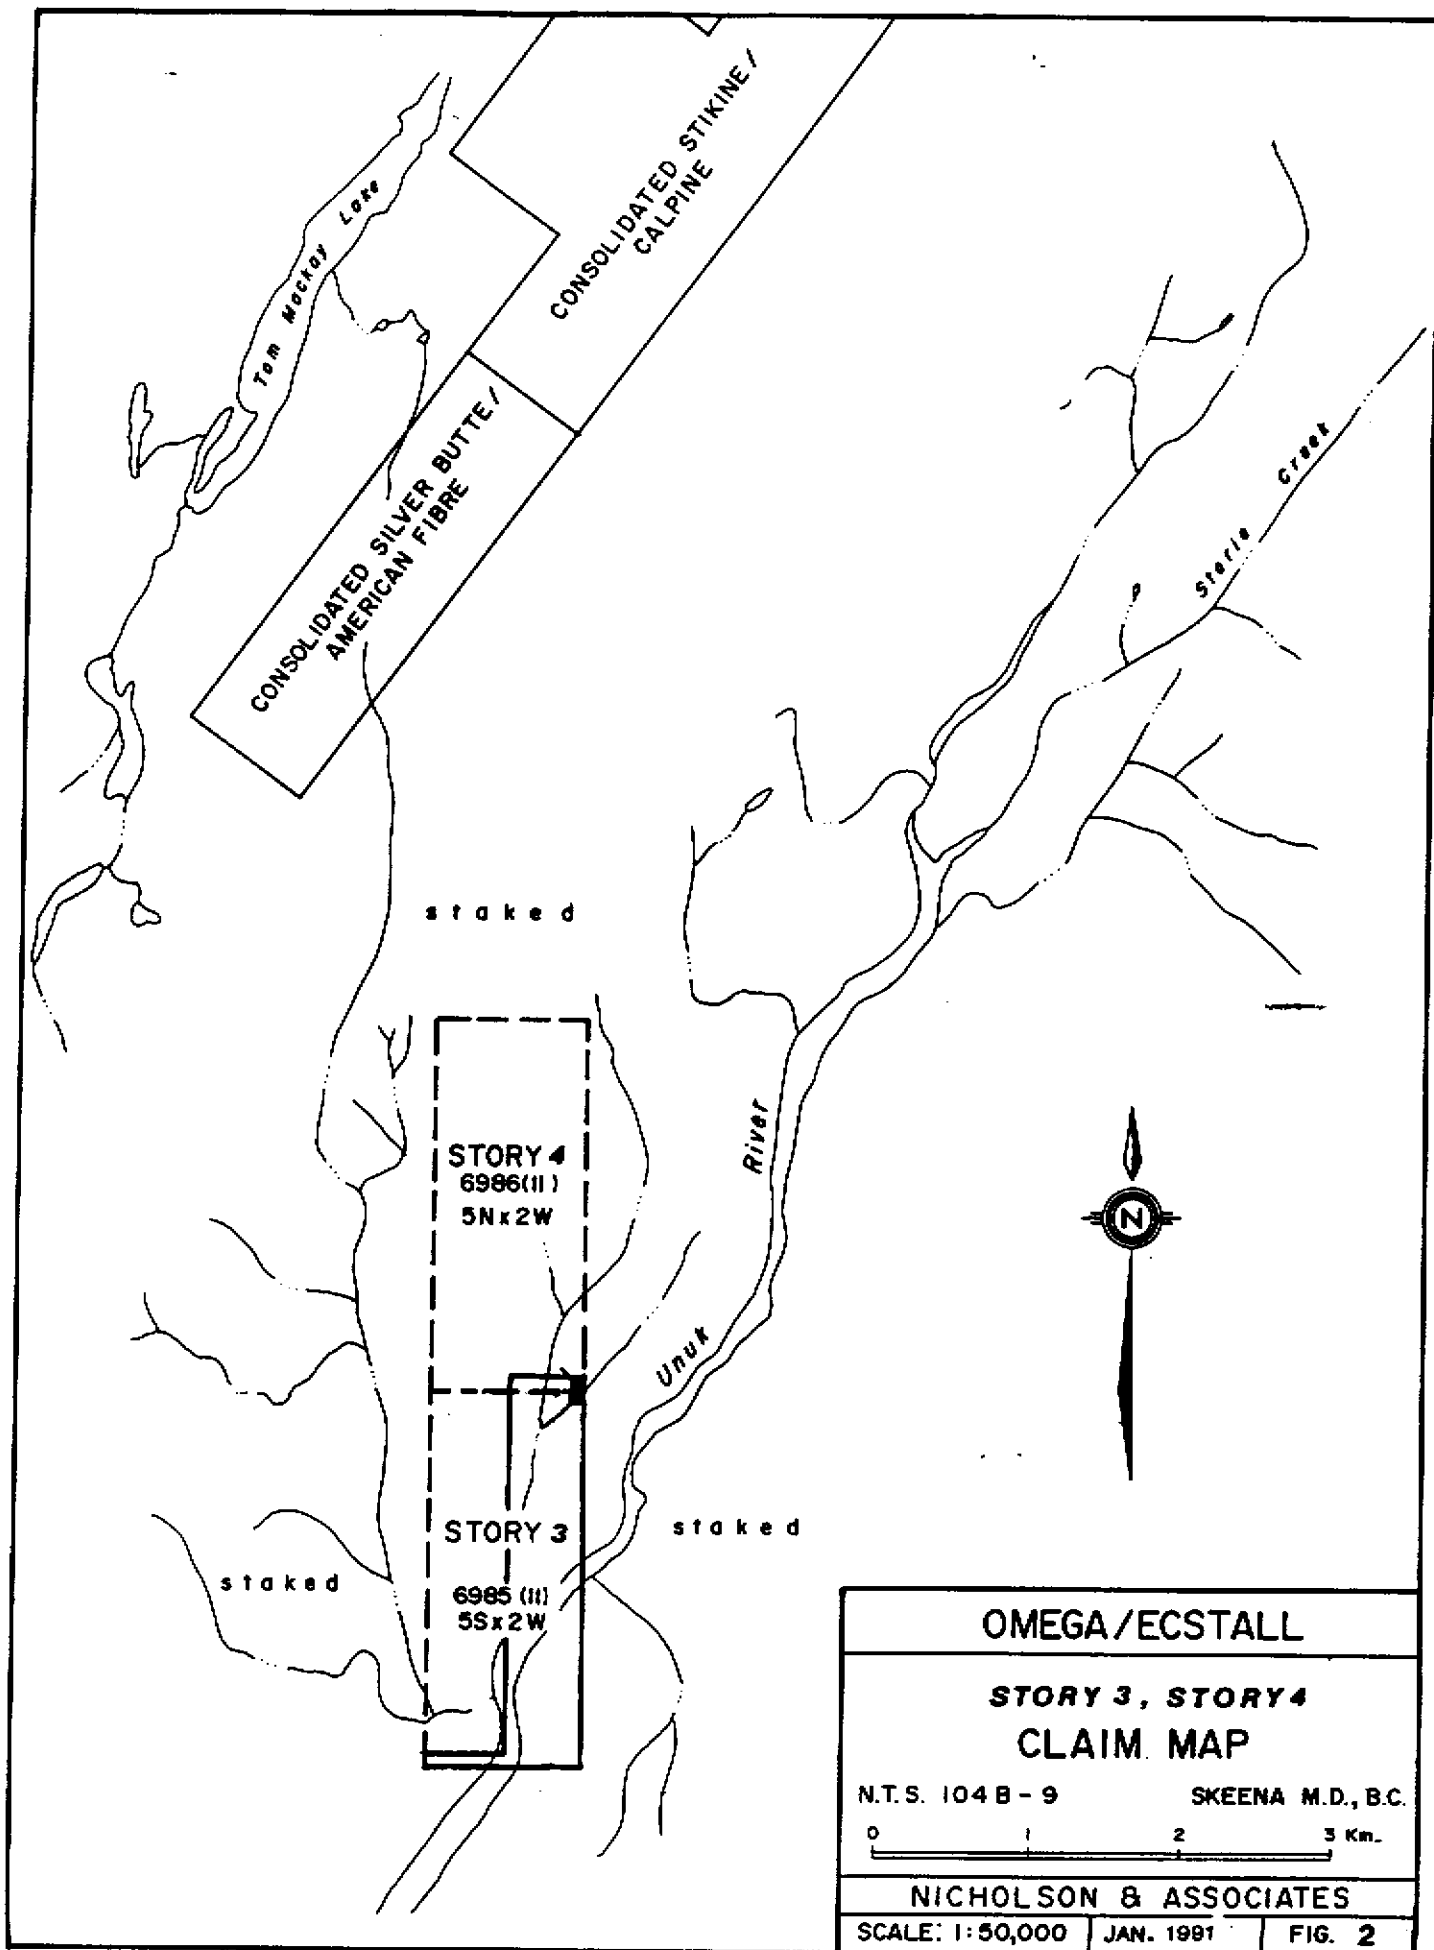 CONSOLIDATED STIKINE /
CALPINE
Tom Mackay Lake
CONSOLIDATED SILVER BUTTE /
AMERICAN FIBRE
Storie Creek
staked
STORY 4
6986(11)
5N x 2W
River
Unuk
N
STORY 3
6985 (11)
5S x 2W
staked
staked
OMEGA/ECSTALL
STORY 3, STORY 4
CLAIM MAP
N.T.S. 104 B - 9 SKEENA M.D., B.C.
0 1 2 3 Km.
NICHOLSON & ASSOCIATES
SCALE: 1:50,000 JAN. 1991 FIG. 2